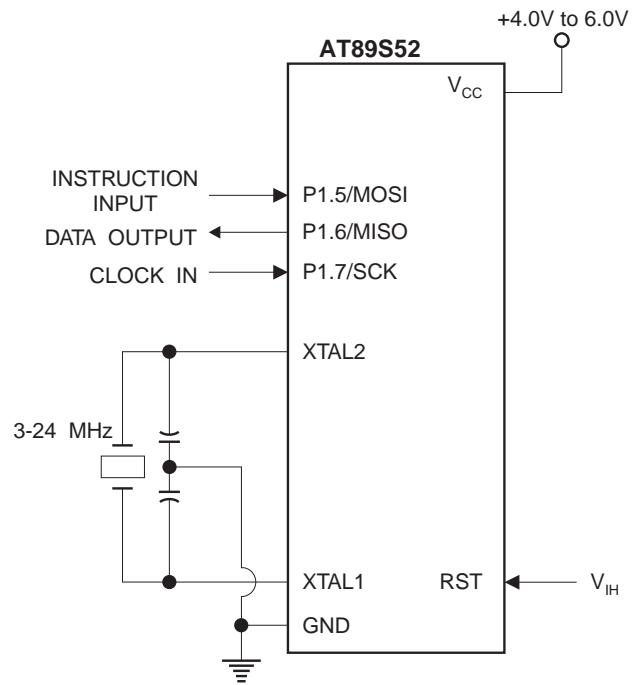 +4.0V to 6.0V
AT89S52
VCC
INSTRUCTION
INPUT
P1.5/MOSI
DATA OUTPUT
P1.6/MISO
CLOCK IN
P1.7/SCK
XTAL2
3-24 MHz
XTAL1
RST
VIH
GND